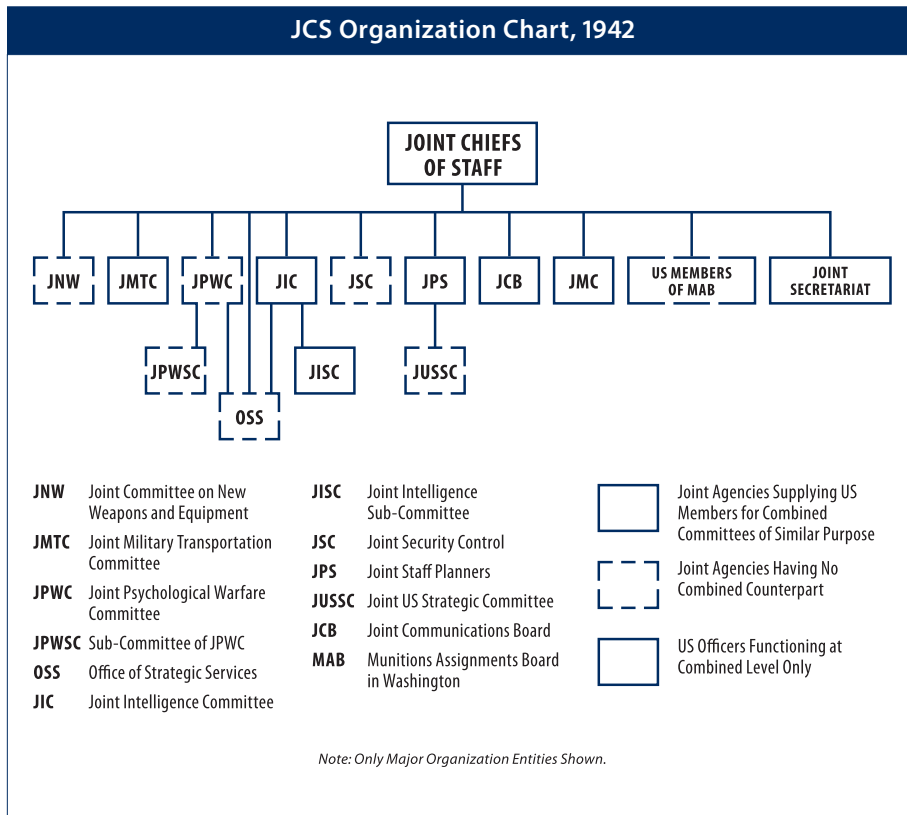 JCS Organization Chart, 1942
JOINT CHIEFS
OF STAFF
JNW
JMTC
JPWC
JIC
JSC
JPS
JCB
JMC
US MEMBERS
OF MAB
JOINT
SECRETARIAT
JPWSC
JISC
JUSSC
OSS
JNW Joint Committee on New
Weapons and Equipment
JMTC Joint Military Transportation
Committee
JPWC Joint Psychological Warfare
Committee
JPWSC Sub-Committee of JPWC
OSS Office of Strategic Services
JIC Joint Intelligence Committee
JISC Joint Intelligence
Sub-Committee
JSC Joint Security Control
JPS Joint Staff Planners
JUSSC Joint US Strategic Committee
JCB Joint Communications Board
MAB Munitions Assignments Board
in Washington
Joint Agencies Supplying US
Members for Combined
Committees of Similar Purpose
Joint Agencies Having No
Combined Counterpart
US Officers Functioning at
Combined Level Only
Note: Only Major Organization Entities Shown.